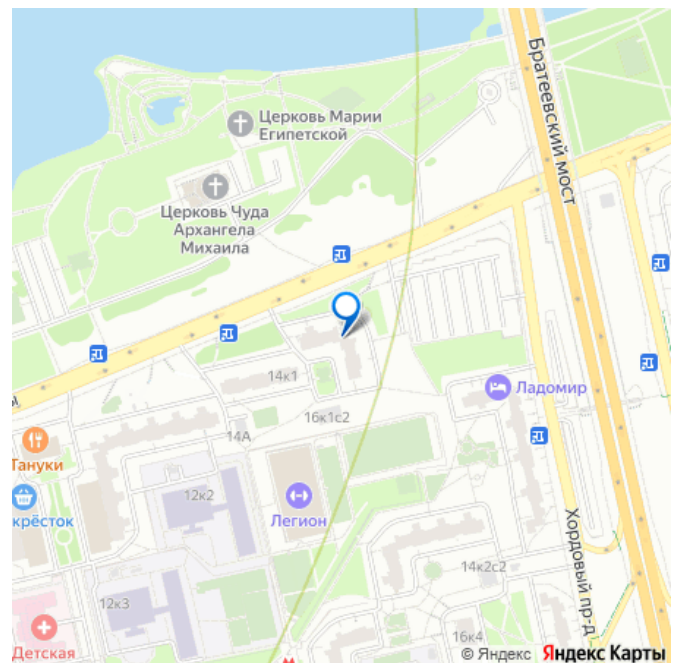 Братеевский мост
Церковь Марии
Египетской
Церковь Чуда
Архангела
Михаила
14к1
Ладомир
16к1с2
14А
Тануки
12к2
крёсток
Легион
Хордовый пр-д
14к2с2
12к3
16к4
Детская
© Яндекс Яндекс Карты